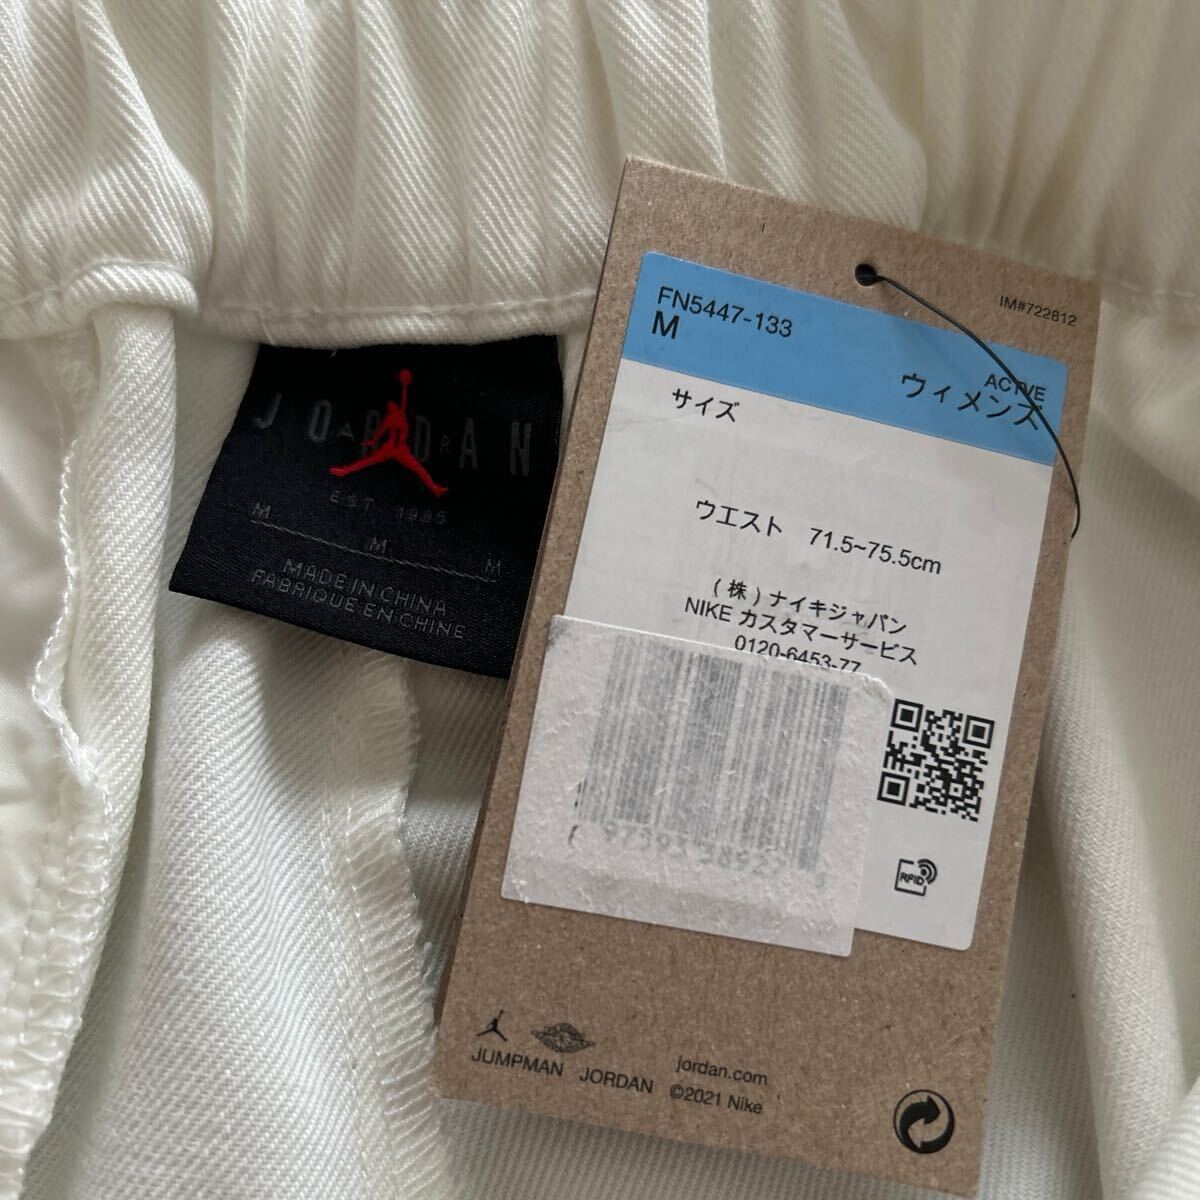 JORDAN
AIR
EST 1985
M M M
MADE IN CHINA
FABRIQUE EN CHINE
IM#722812
FN5447-133
M
ACTIVE
ウィメンズ
サイズ
ウエスト 71.5~75.5cm
(株)ナイキジャパン
NIKE カスタマーサービス
0120-6453-77
RFID
JUMPMAN JORDAN
jordan.com
©2021 Nike